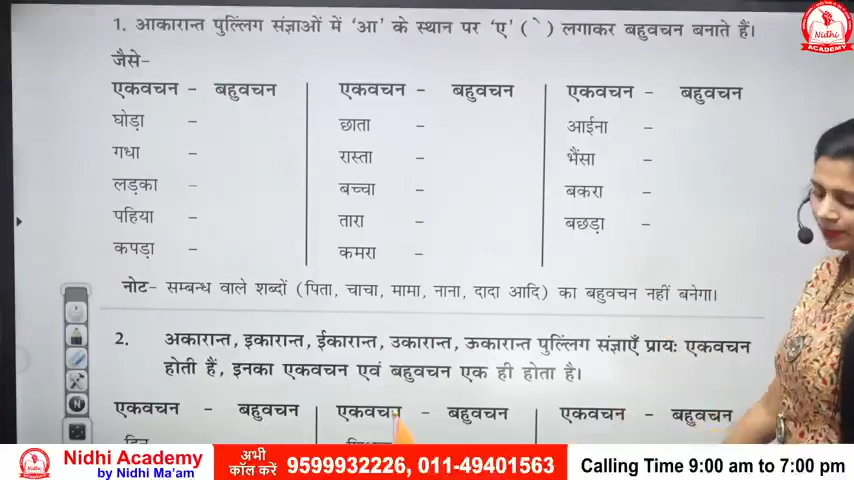 1. आकारान्त पुल्लिंग संज्ञाओं में ‘आ’ के स्थान पर ‘ए’ ( े ) लगाकर बहुवचन बनाते हैं।
जैसे-
एकवचन - बहुवचन एकवचन - बहुवचन एकवचन - बहुवचन
घोड़ा - छाता - आईना -
गधा - रास्ता - भैंसा -
लड़का - बच्चा - बकरा -
पहिया - तारा - बछड़ा -
कपड़ा - कमरा -
नोट- सम्बन्ध वाले शब्दों (पिता, चाचा, मामा, नाना, दादा आदि) का बहुवचन नहीं बनेगा।
2. अकारान्त, इकारान्त, ईकारान्त, उकारान्त, ऊकारान्त पुल्लिंग संज्ञाएँ प्रायः एकवचन
होती हैं, इनका एकवचन एवं बहुवचन एक ही होता है।
एकवचन - बहुवचन एकवचन - बहुवचन एकवचन - बहुवचन
Nidhi
ACADEMY
Nidhi Academy
by Nidhi Ma'am
अभी
कॉल करें
9599932226, 011-49401563
Calling Time 9:00 am to 7:00 pm